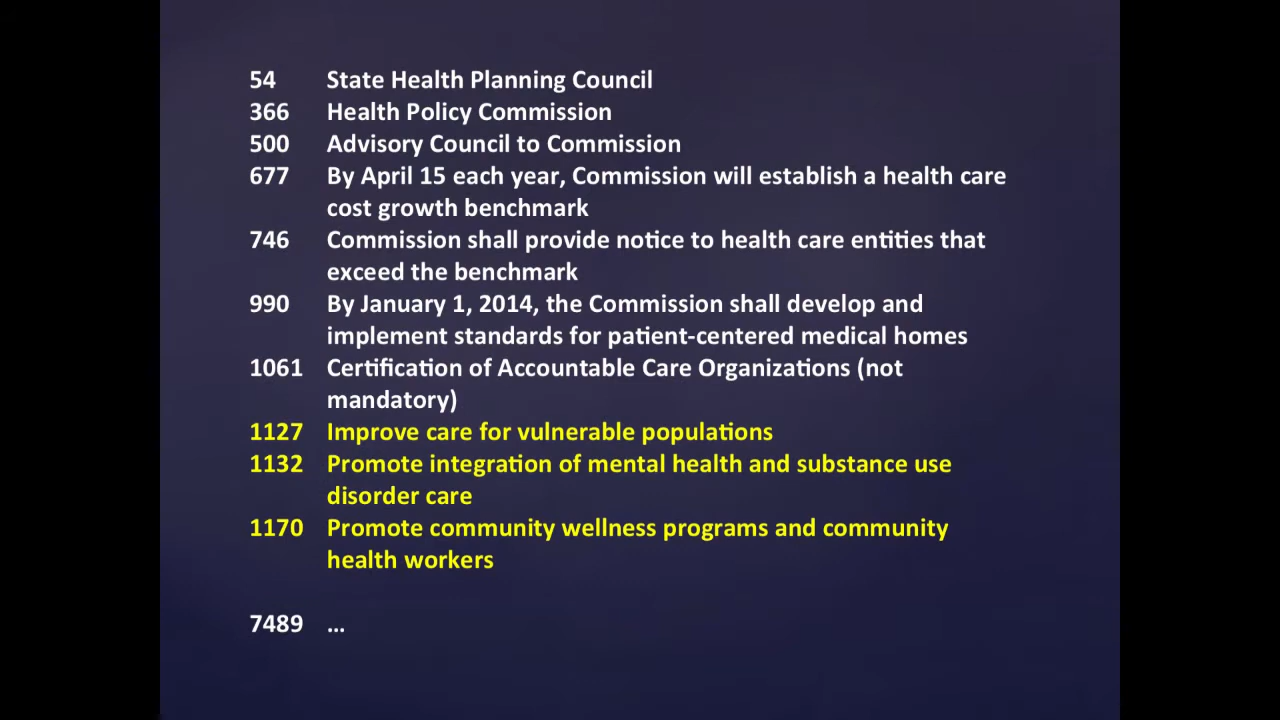 54 State Health Planning Council
366 Health Policy Commission
500 Advisory Council to Commission
677 By April 15 each year, Commission will establish a health care
cost growth benchmark
746 Commission shall provide notice to health care entities that
exceed the benchmark
990 By January 1, 2014, the Commission shall develop and
implement standards for patient-centered medical homes
1061 Certification of Accountable Care Organizations (not
mandatory)
1127 Improve care for vulnerable populations
1132 Promote integration of mental health and substance use
disorder care
1170 Promote community wellness programs and community
health workers
7489 …